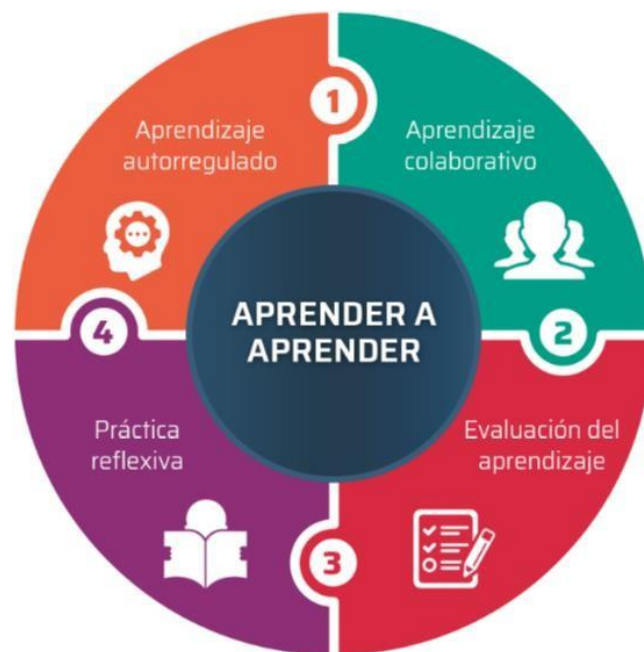 1
Aprendizaje
autorregulado
Aprendizaje
colaborativo
APRENDER A
APRENDER
4
2
Práctica
reflexiva
Evaluación del
aprendizaje
3